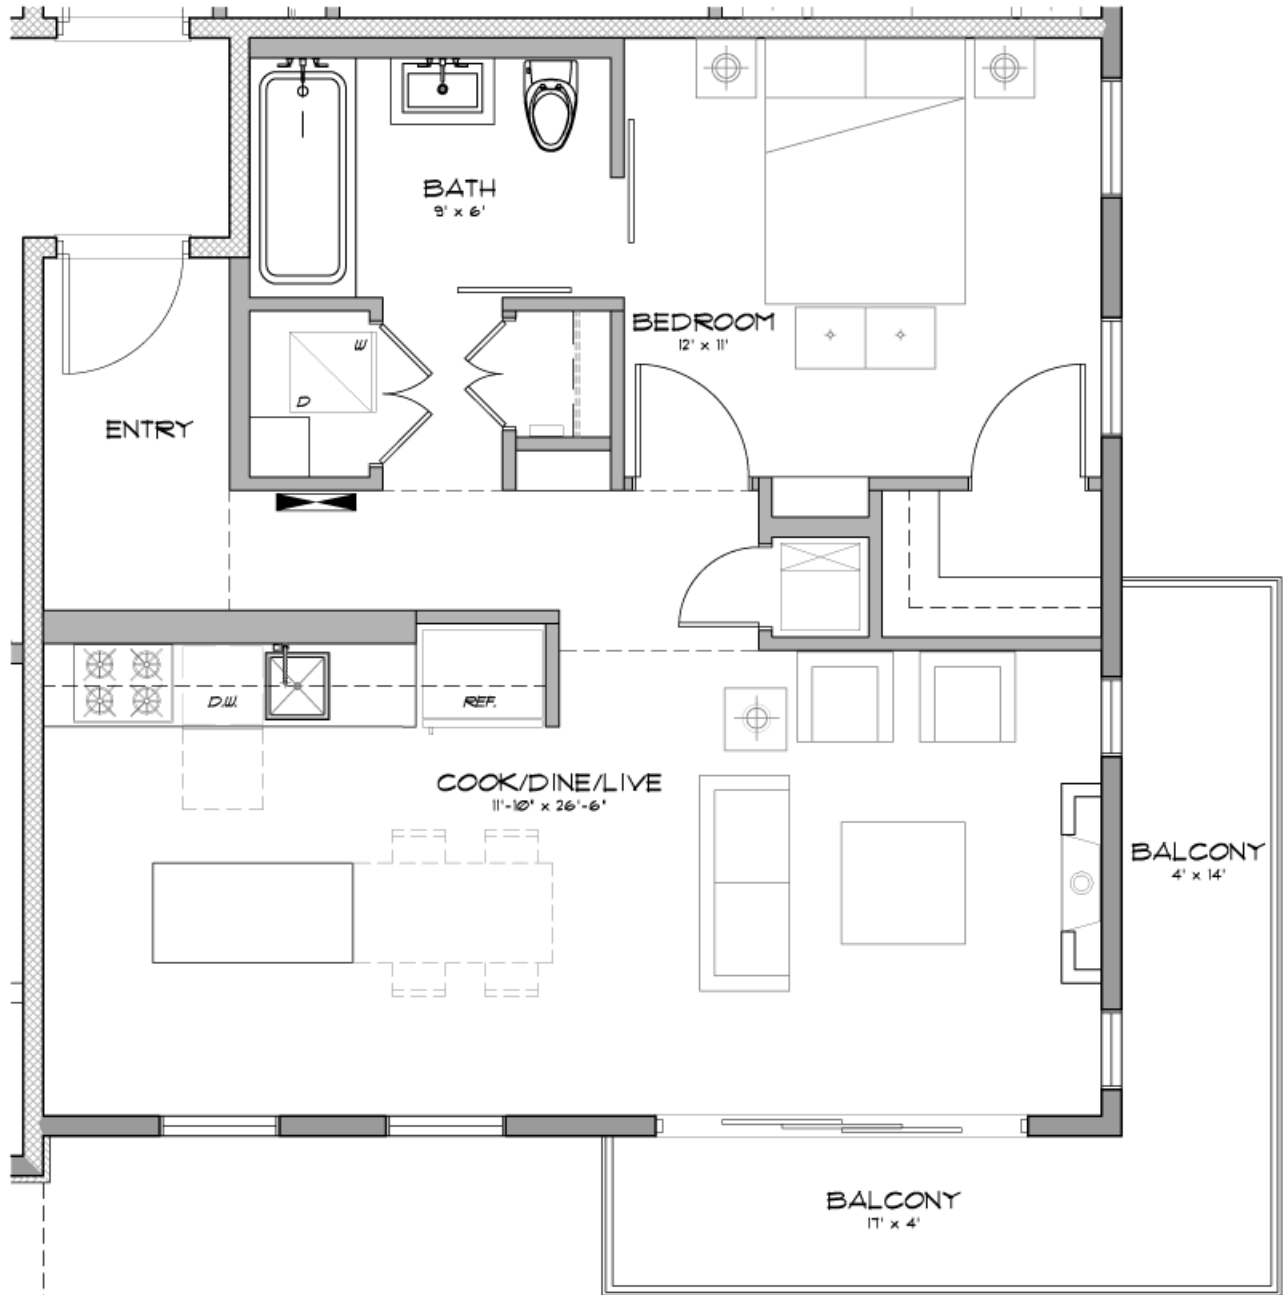 BATH
9' x 6'
BEDROOM
12' x 11'
W
D
ENTRY
D.W.
REF.
COOK/DINE/LIVE
11'-10" x 26'-6"
BALCONY
4' x 14'
BALCONY
17' x 4'